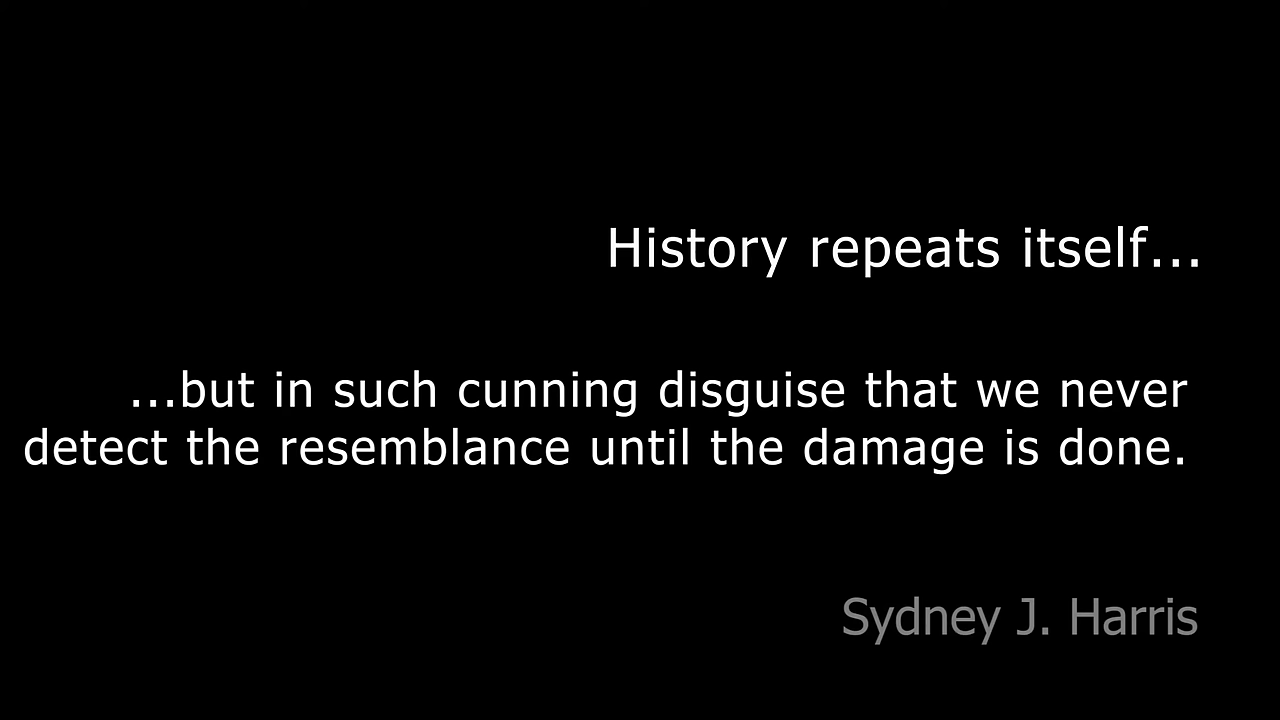 History repeats itself...
...but in such cunning disguise that we never
detect the resemblance until the damage is done.
Sydney J. Harris